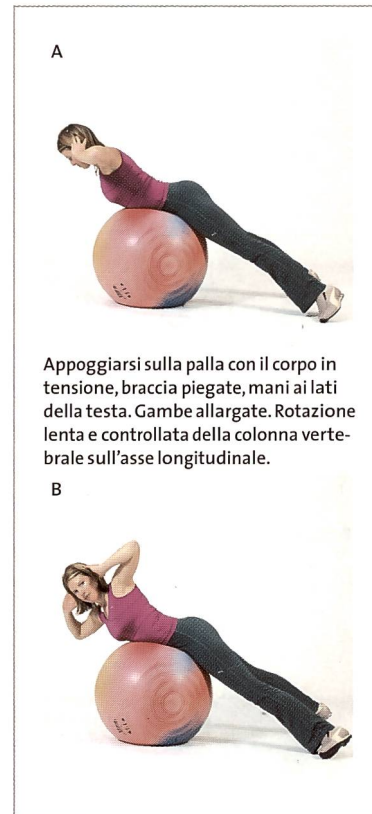 A
Appoggiarsi sulla palla con il corpo in
tensione, braccia piegate, mani ai lati
della testa. Gambe allargate. Rotazione
lenta e controllata della colonna verte-
brale sull’asse longitudinale.
B